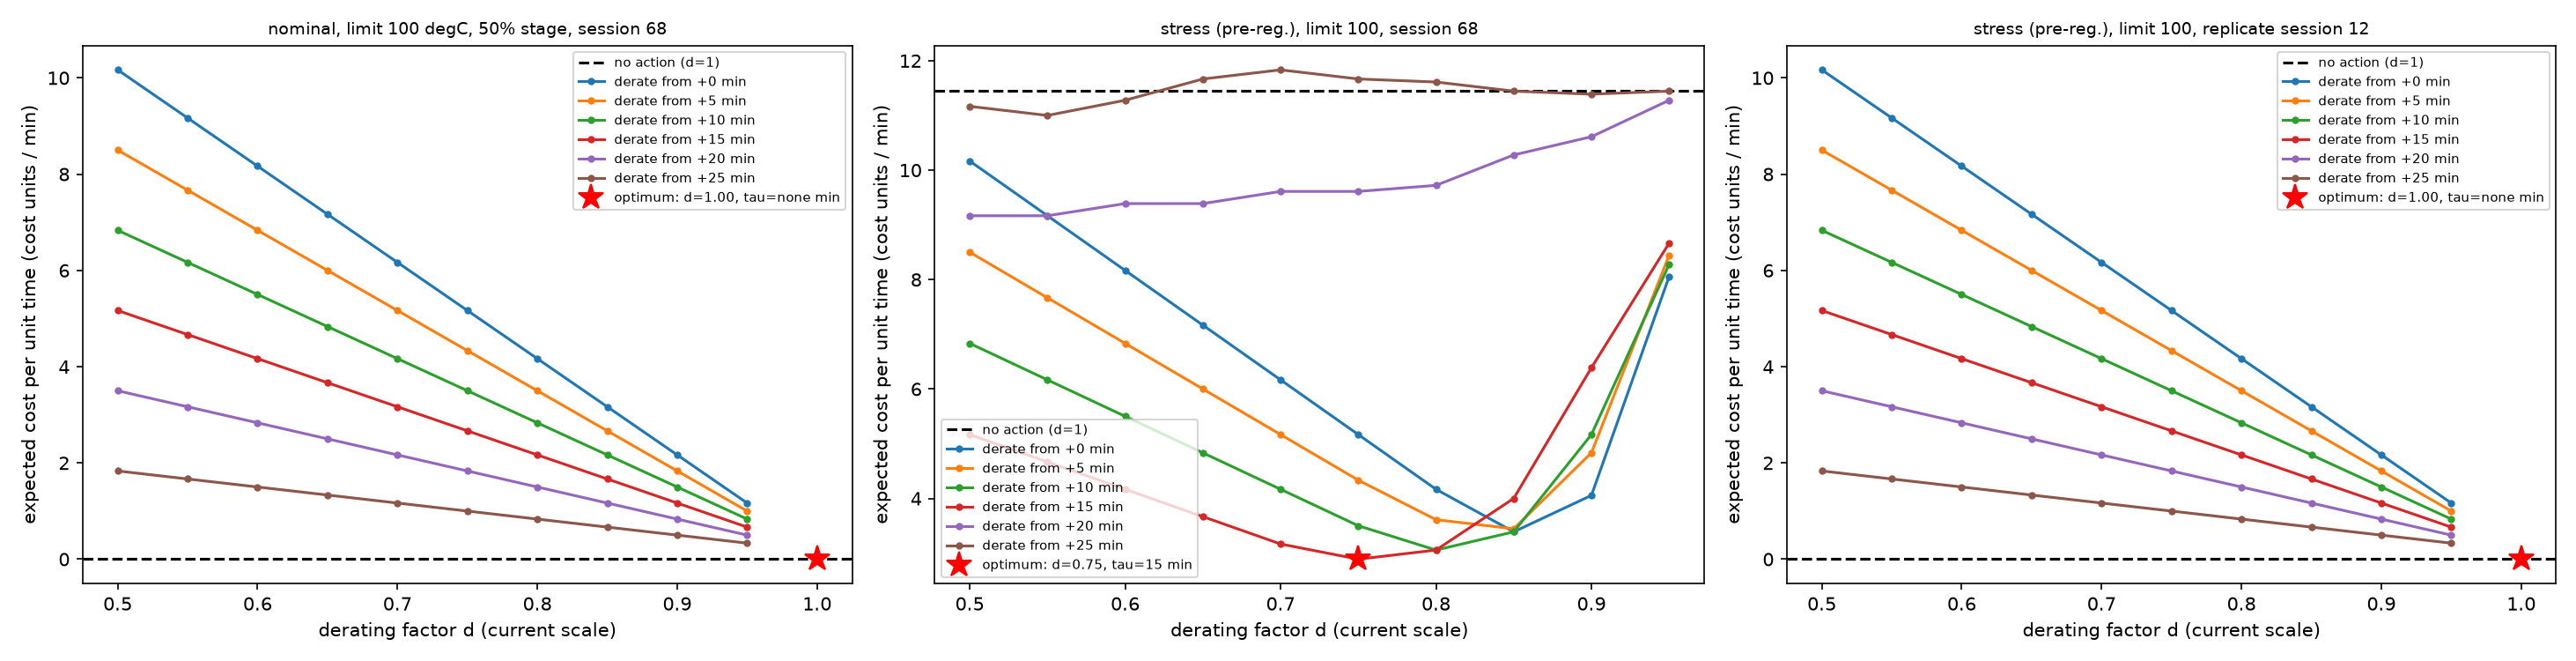 nominal, limit 100 degC, 50% stage, session 68
expected cost per unit time (cost units / min)
10
8
6
4
2
0
no action (d=1)
derate from +0 min
derate from +5 min
derate from +10 min
derate from +15 min
derate from +20 min
derate from +25 min
optimum: d=1.00, tau=none min
0.5 0.6 0.7 0.8 0.9 1.0
derating factor d (current scale)
stress (pre-reg.), limit 100, session 68
expected cost per unit time (cost units / min)
12
10
8
6
4
no action (d=1)
derate from +0 min
derate from +5 min
derate from +10 min
derate from +15 min
derate from +20 min
derate from +25 min
optimum: d=0.75, tau=15 min
0.5 0.6 0.7 0.8 0.9
derating factor d (current scale)
stress (pre-reg.), limit 100, replicate session 12
expected cost per unit time (cost units / min)
10
8
6
4
2
0
no action (d=1)
derate from +0 min
derate from +5 min
derate from +10 min
derate from +15 min
derate from +20 min
derate from +25 min
optimum: d=1.00, tau=none min
0.5 0.6 0.7 0.8 0.9 1.0
derating factor d (current scale)